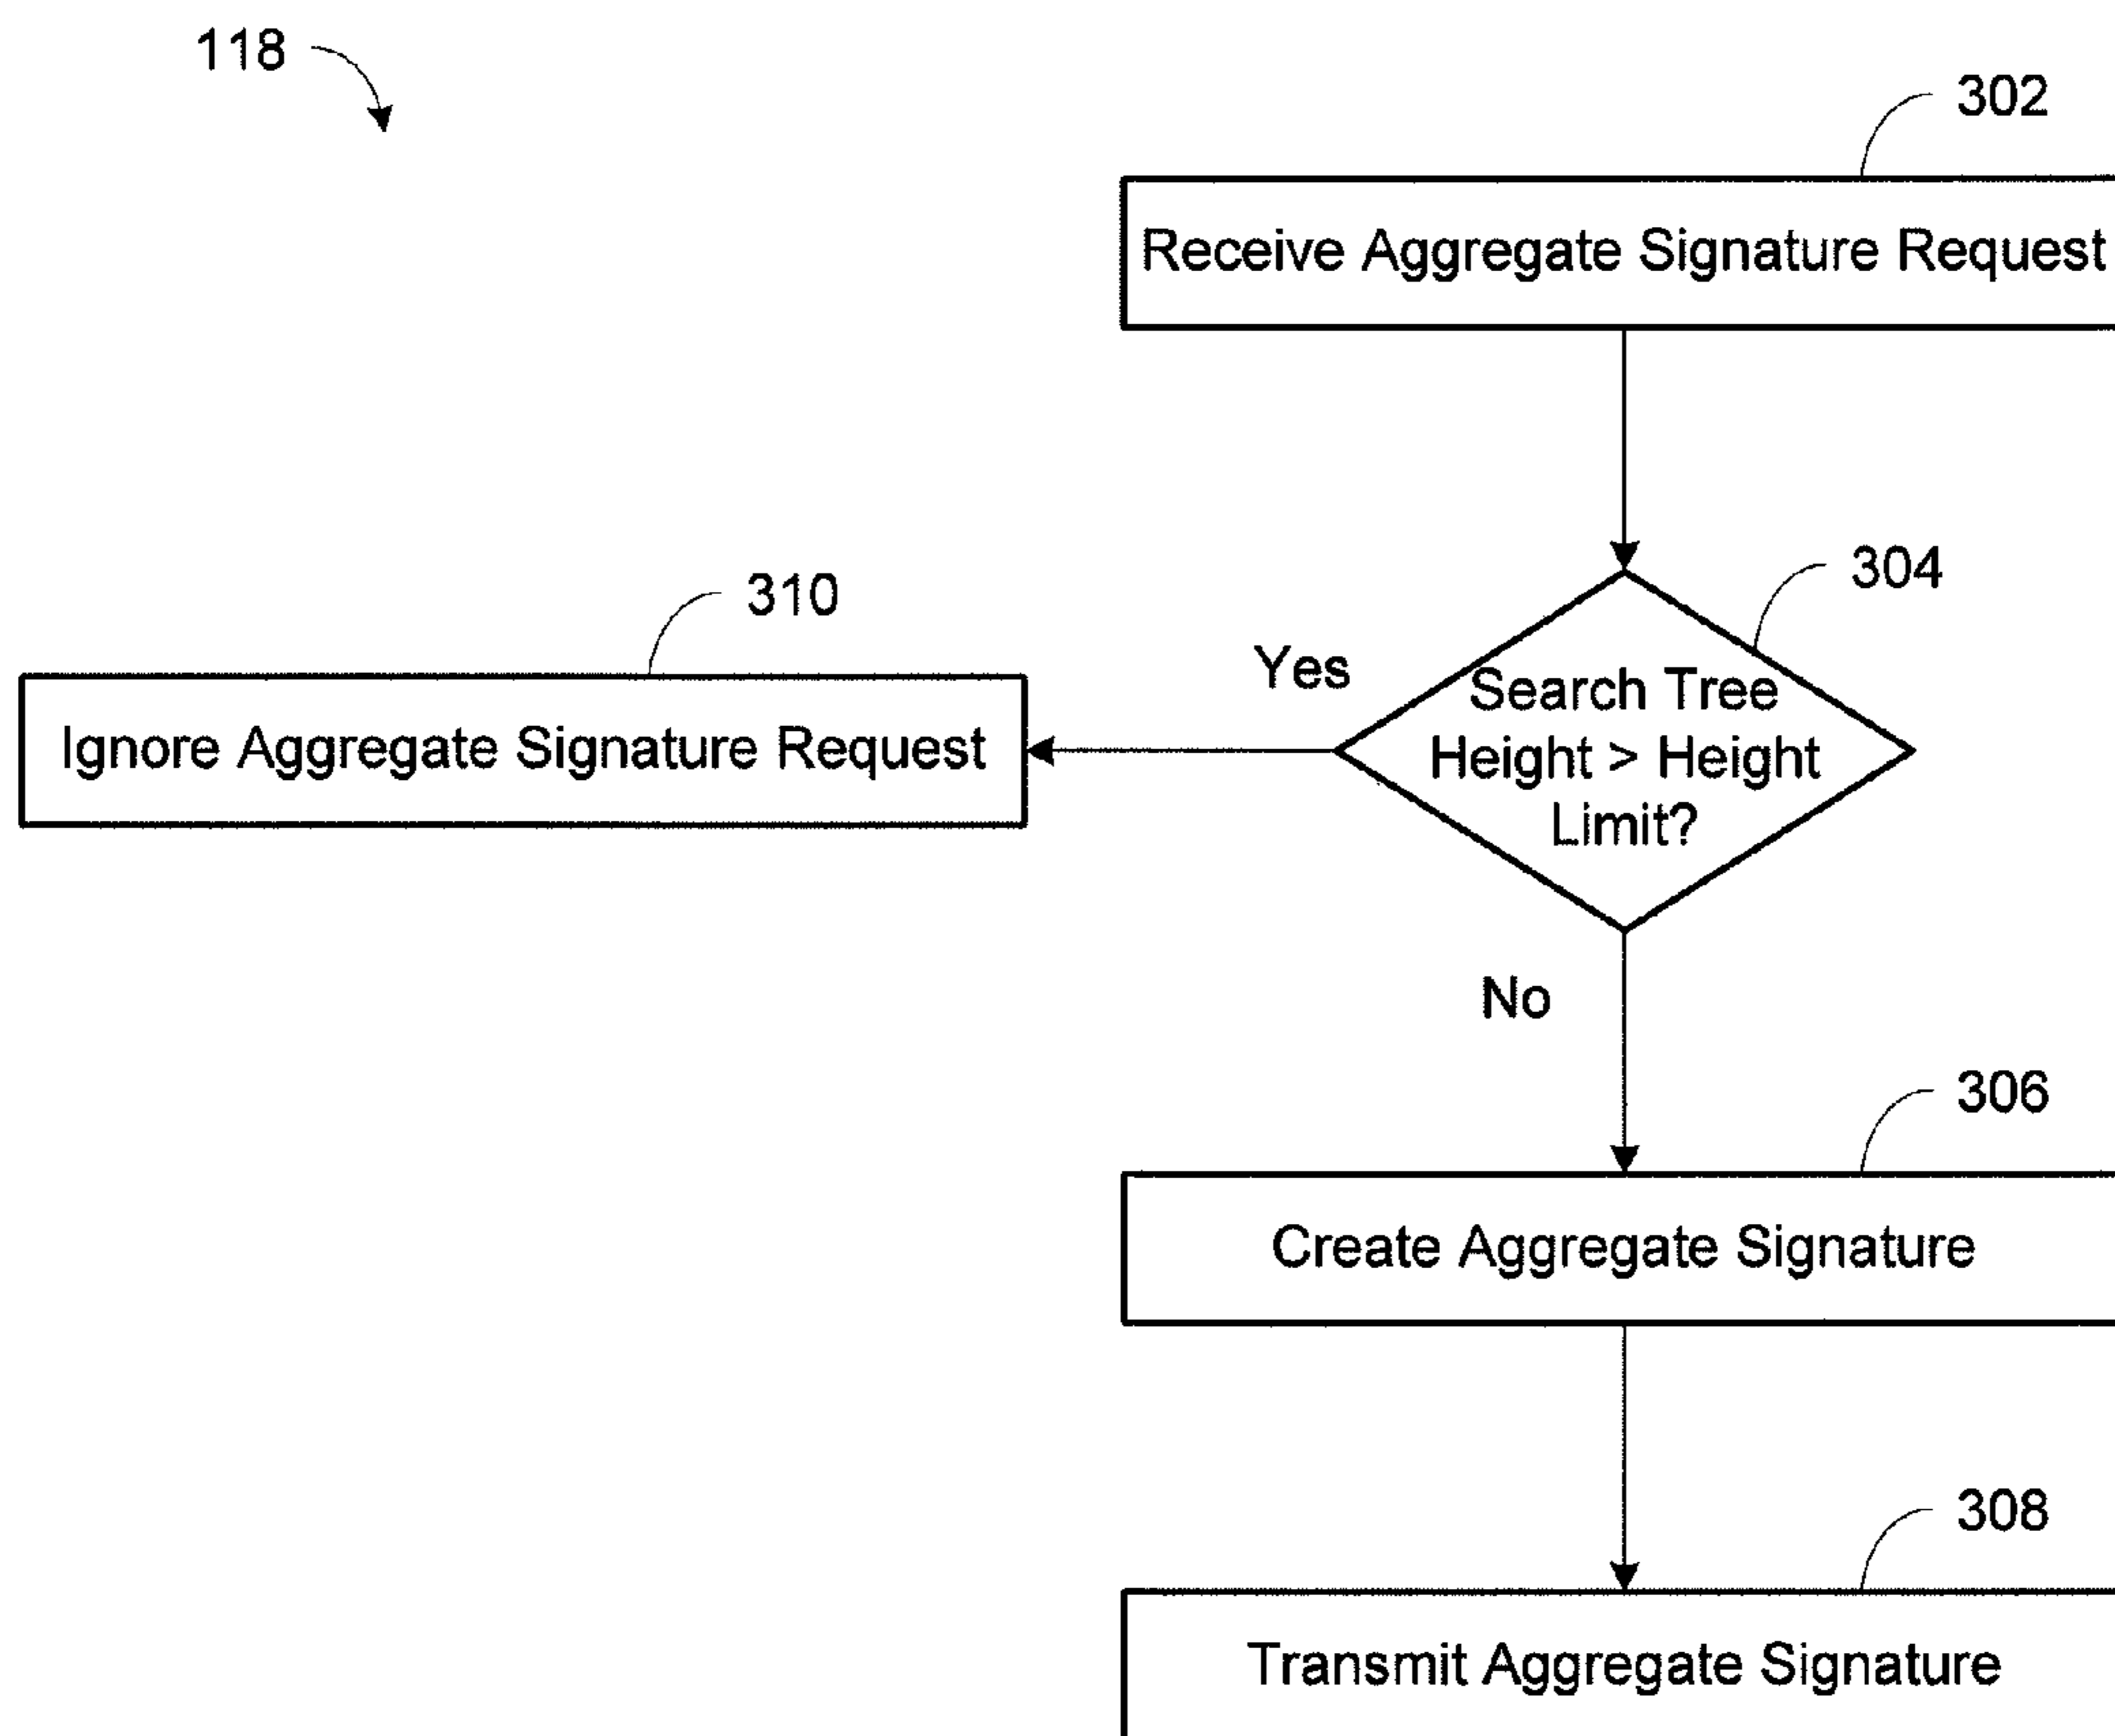 118
302
Receive Aggregate Signature Request
304
310
Yes
Search Tree
Height > Height
Limit?
Ignore Aggregate Signature Request
No
306
Create Aggregate Signature
308
Transmit Aggregate Signature